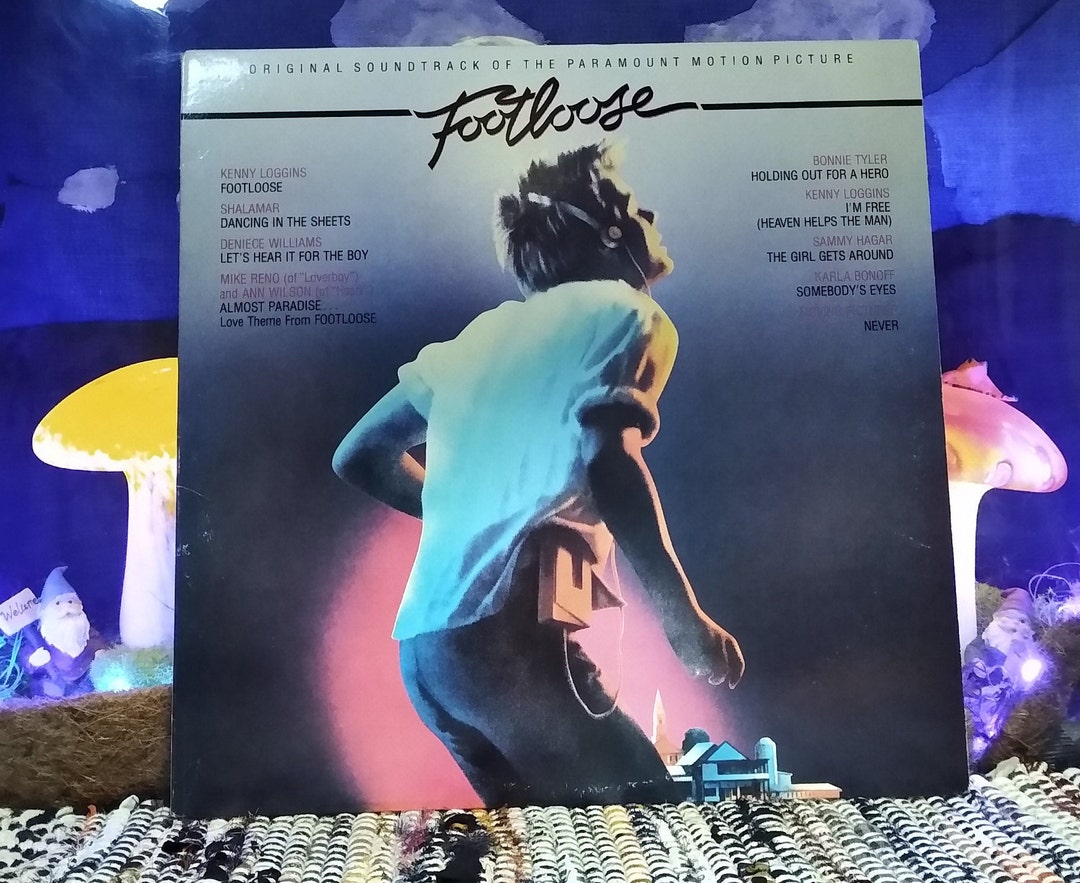 ORIGINAL SOUNDTRACK OF THE PARAMOUNT MOTION PICTURE
Footloose
KENNY LOGGINS
FOOTLOOSE
SHALAMAR
DANCING IN THE SHEETS
DENIECE WILLIAMS
LET'S HEAR IT FOR THE BOY
MIKE RENO (of "Loverboy")
and ANN WILSON (of "Heart")
ALMOST PARADISE...
Love Theme From FOOTLOOSE
BONNIE TYLER
HOLDING OUT FOR A HERO
KENNY LOGGINS
I'M FREE
(HEAVEN HELPS THE MAN)
SAMMY HAGAR
THE GIRL GETS AROUND
KARLA BONOFF
SOMEBODY'S EYES
NEVER
Welcome